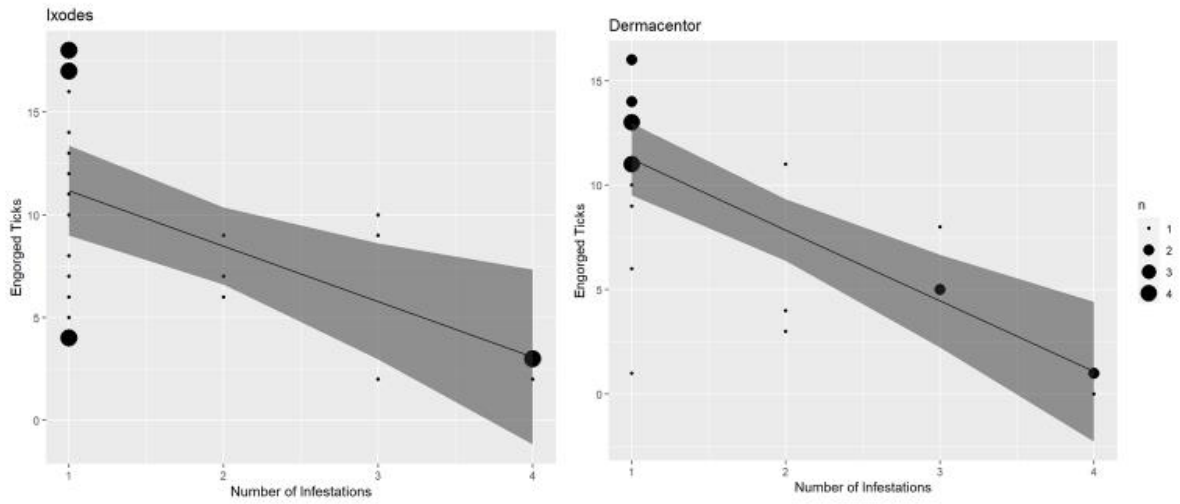 Ixodes
15
10
5
0
Engorged Ticks
1 2 3 4
Number of Infestations
Dermacentor
15
10
5
0
Engorged Ticks
1 2 3 4
Number of Infestations
n
1
2
3
4